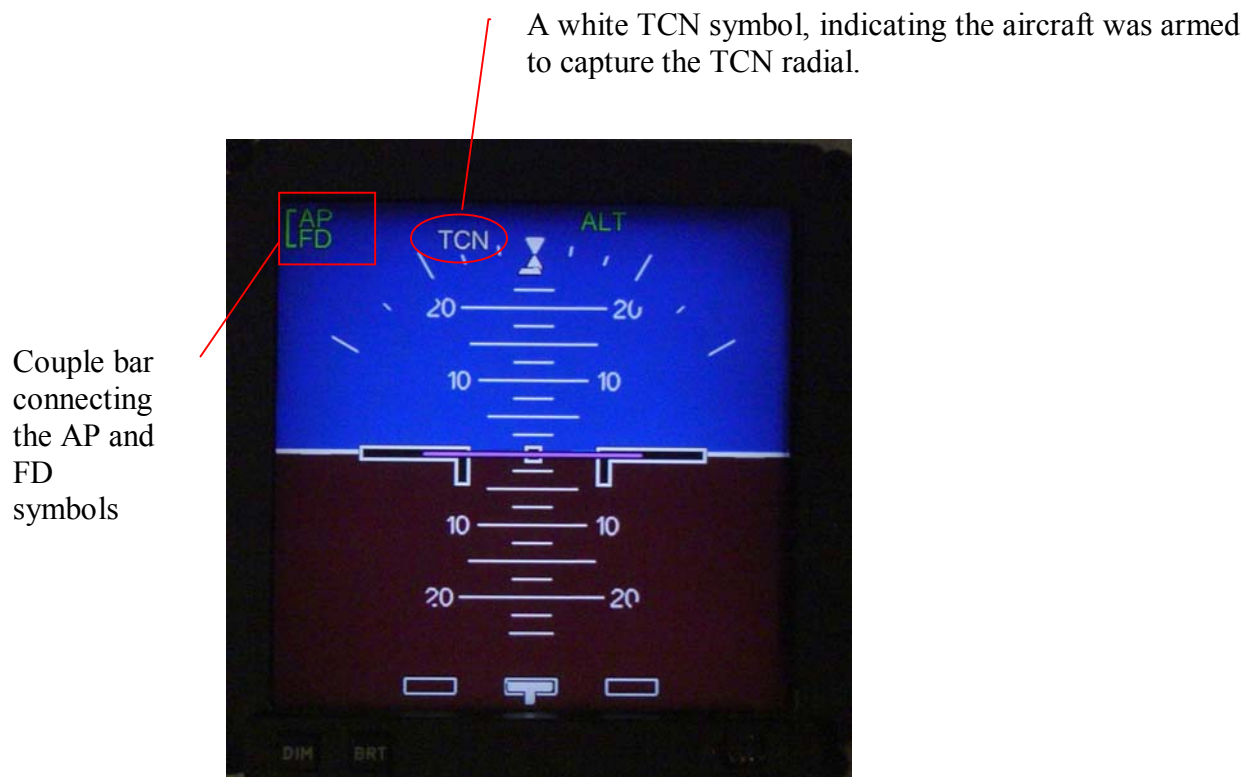 A white TCN symbol, indicating the aircraft was armed
to capture the TCN radial.
AP
FD
TCN
ALT
20 20
10 10
Couple bar
connecting
the AP and
FD
symbols
10 10
20 20
DIM BRT